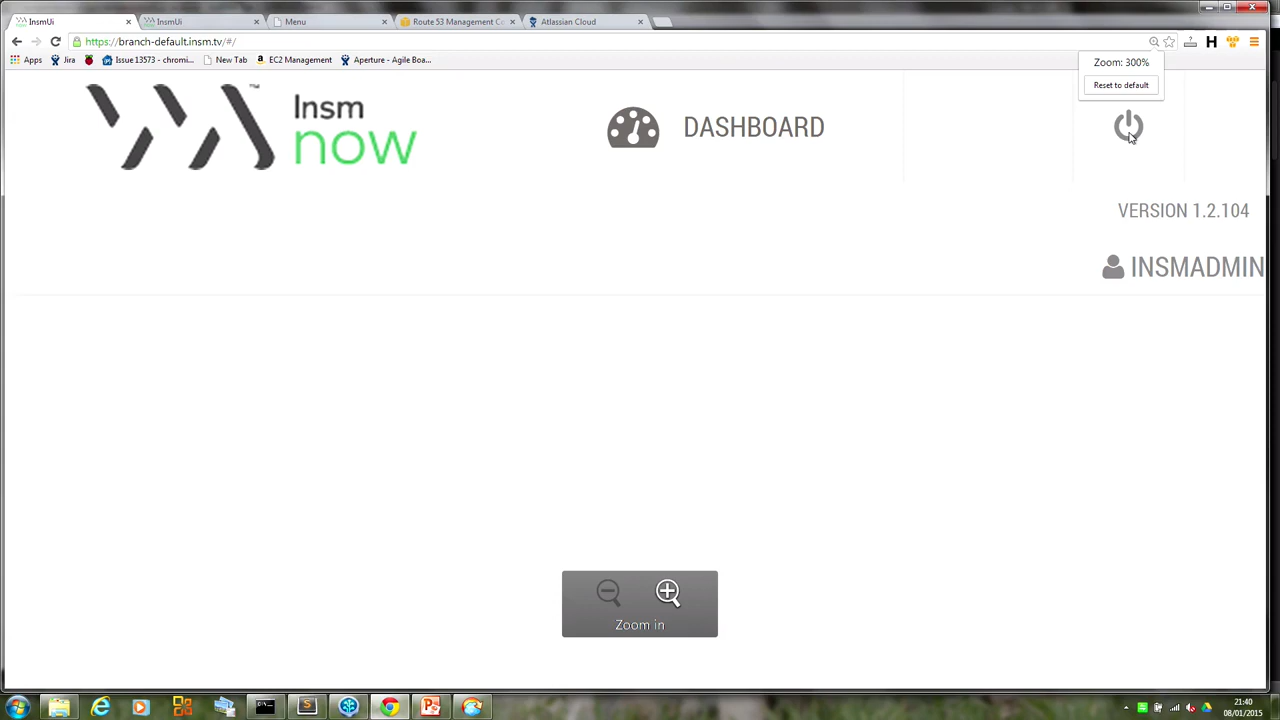 InsmUi
InsmUi
Menu
Route 53 Management Co
Atlassian Cloud
https://branch-default.insm.tv/#/
Apps
Jira
Issue 13573 - chromi...
New Tab
EC2 Management
Aperture - Agile Boa...
Zoom: 300%
Reset to default
Insm
now
™
DASHBOARD
VERSION 1.2.104
INSMADMIN
Zoom in
21:40
08/01/2015